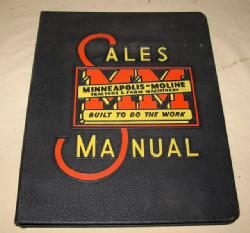 SALES
MM
MINNEAPOLIS-MOLINE
TRACTORS & FARM MACHINERY
BUILT TO DO THE WORK
MANUAL